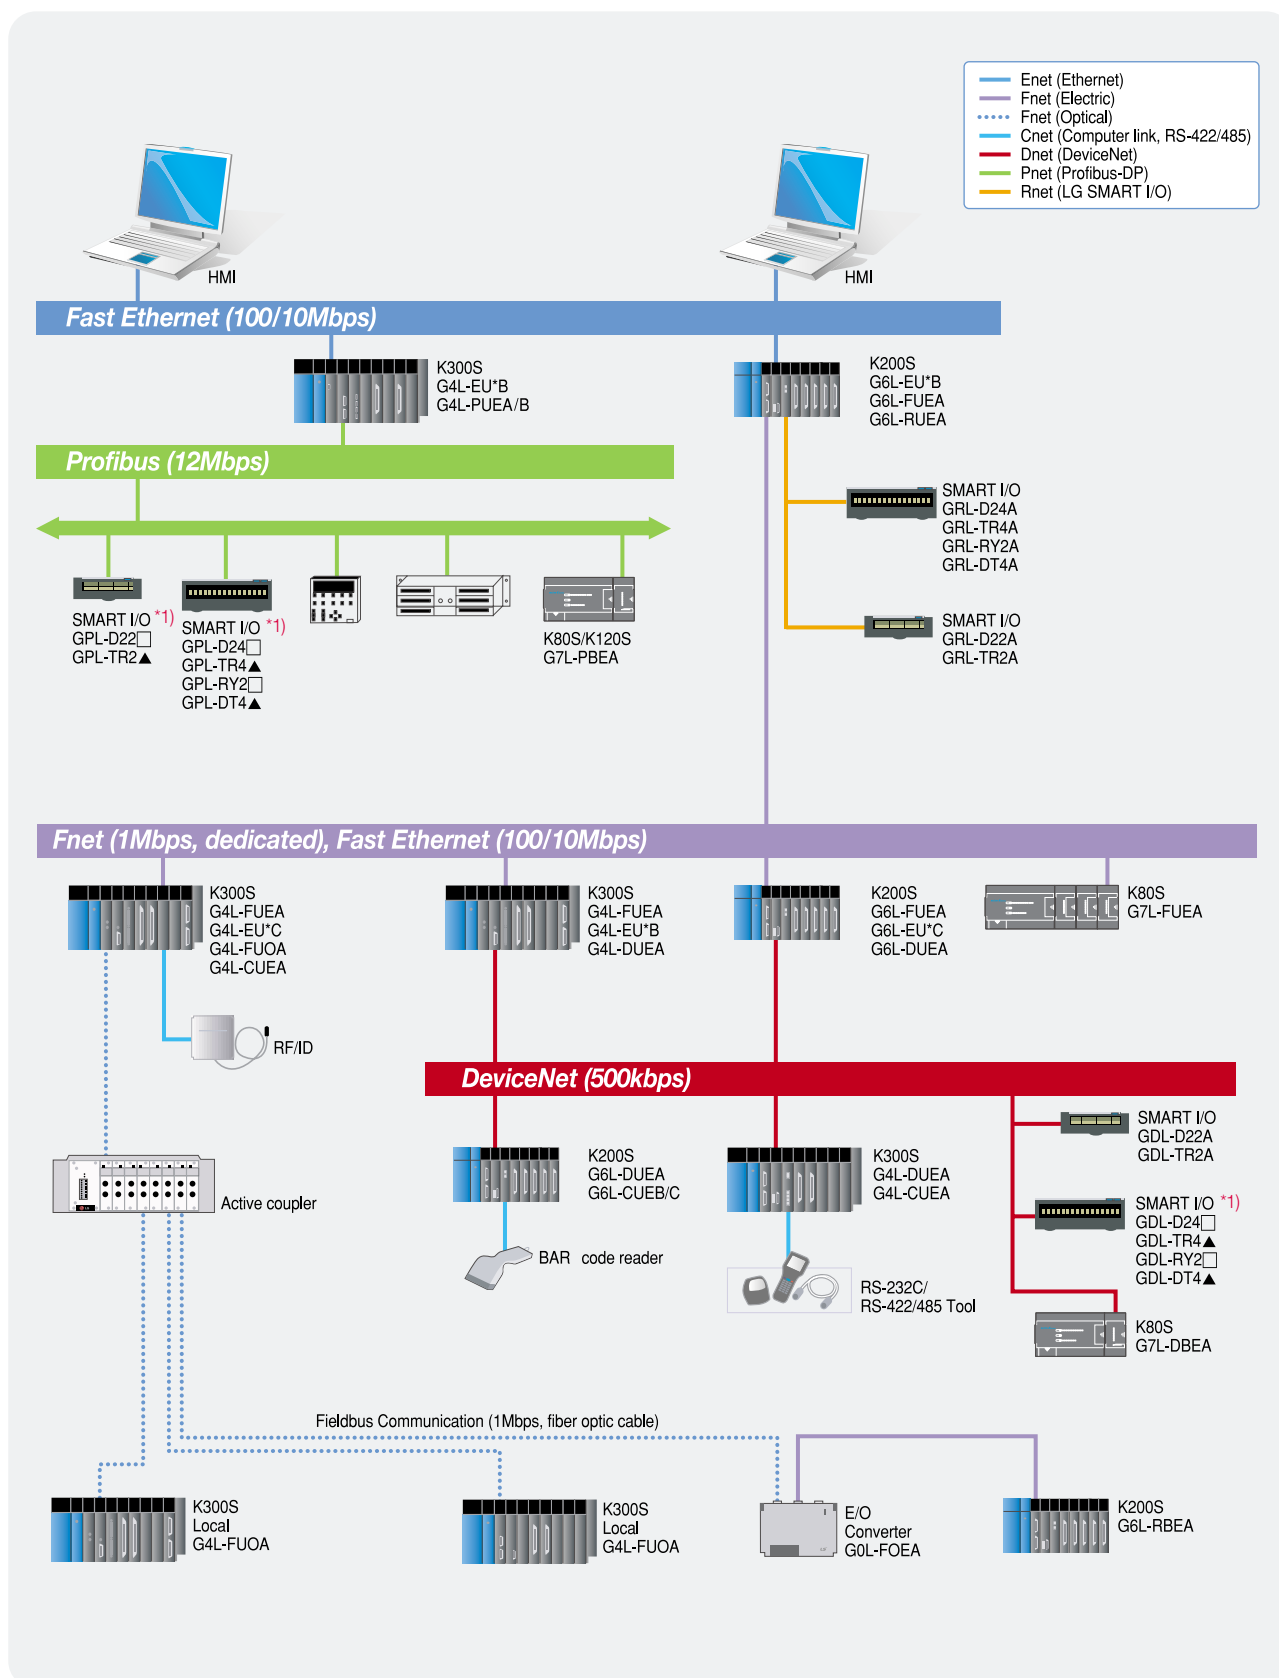 Enet (Ethernet)
Fnet (Electric)
Fnet (Optical)
Cnet (Computer link, RS-422/485)
Dnet (DeviceNet)
Pnet (Profibus-DP)
Rnet (LG SMART I/O)
HMI
HMI
Fast Ethernet (100/10Mbps)
K300S
G4L-EU*B
G4L-PUEA/B
K200S
G6L-EU*B
G6L-FUEA
G6L-RUEA
Profibus (12Mbps)
SMART I/O
GRL-D24A
GRL-TR4A
GRL-RY2A
GRL-DT4A
SMART I/O *1)
GPL-D22□
GPL-TR2▲
SMART I/O *1)
GPL-D24□
GPL-TR4▲
GPL-RY2□
GPL-DT4▲
K80S/K120S
G7L-PBEA
SMART I/O
GRL-D22A
GRL-TR2A
Fnet (1Mbps, dedicated), Fast Ethernet (100/10Mbps)
K300S
G4L-FUEA
G4L-EU*C
G4L-FUOA
G4L-CUEA
K300S
G4L-FUEA
G4L-EU*B
G4L-DUEA
K200S
G6L-FUEA
G6L-EU*C
G6L-DUEA
K80S
G7L-FUEA
RF/ID
DeviceNet (500kbps)
Active coupler
K200S
G6L-DUEA
G6L-CUEB/C
BAR code reader
K300S
G4L-DUEA
G4L-CUEA
RS-232C/
RS-422/485 Tool
SMART I/O
GDL-D22A
GDL-TR2A
SMART I/O *1)
GDL-D24□
GDL-TR4▲
GDL-RY2□
GDL-DT4▲
K80S
G7L-DBEA
Fieldbus Communication (1Mbps, fiber optic cable)
K300S
Local
G4L-FUOA
K300S
Local
G4L-FUOA
E/O
Converter
G0L-FOEA
K200S
G6L-RBEA